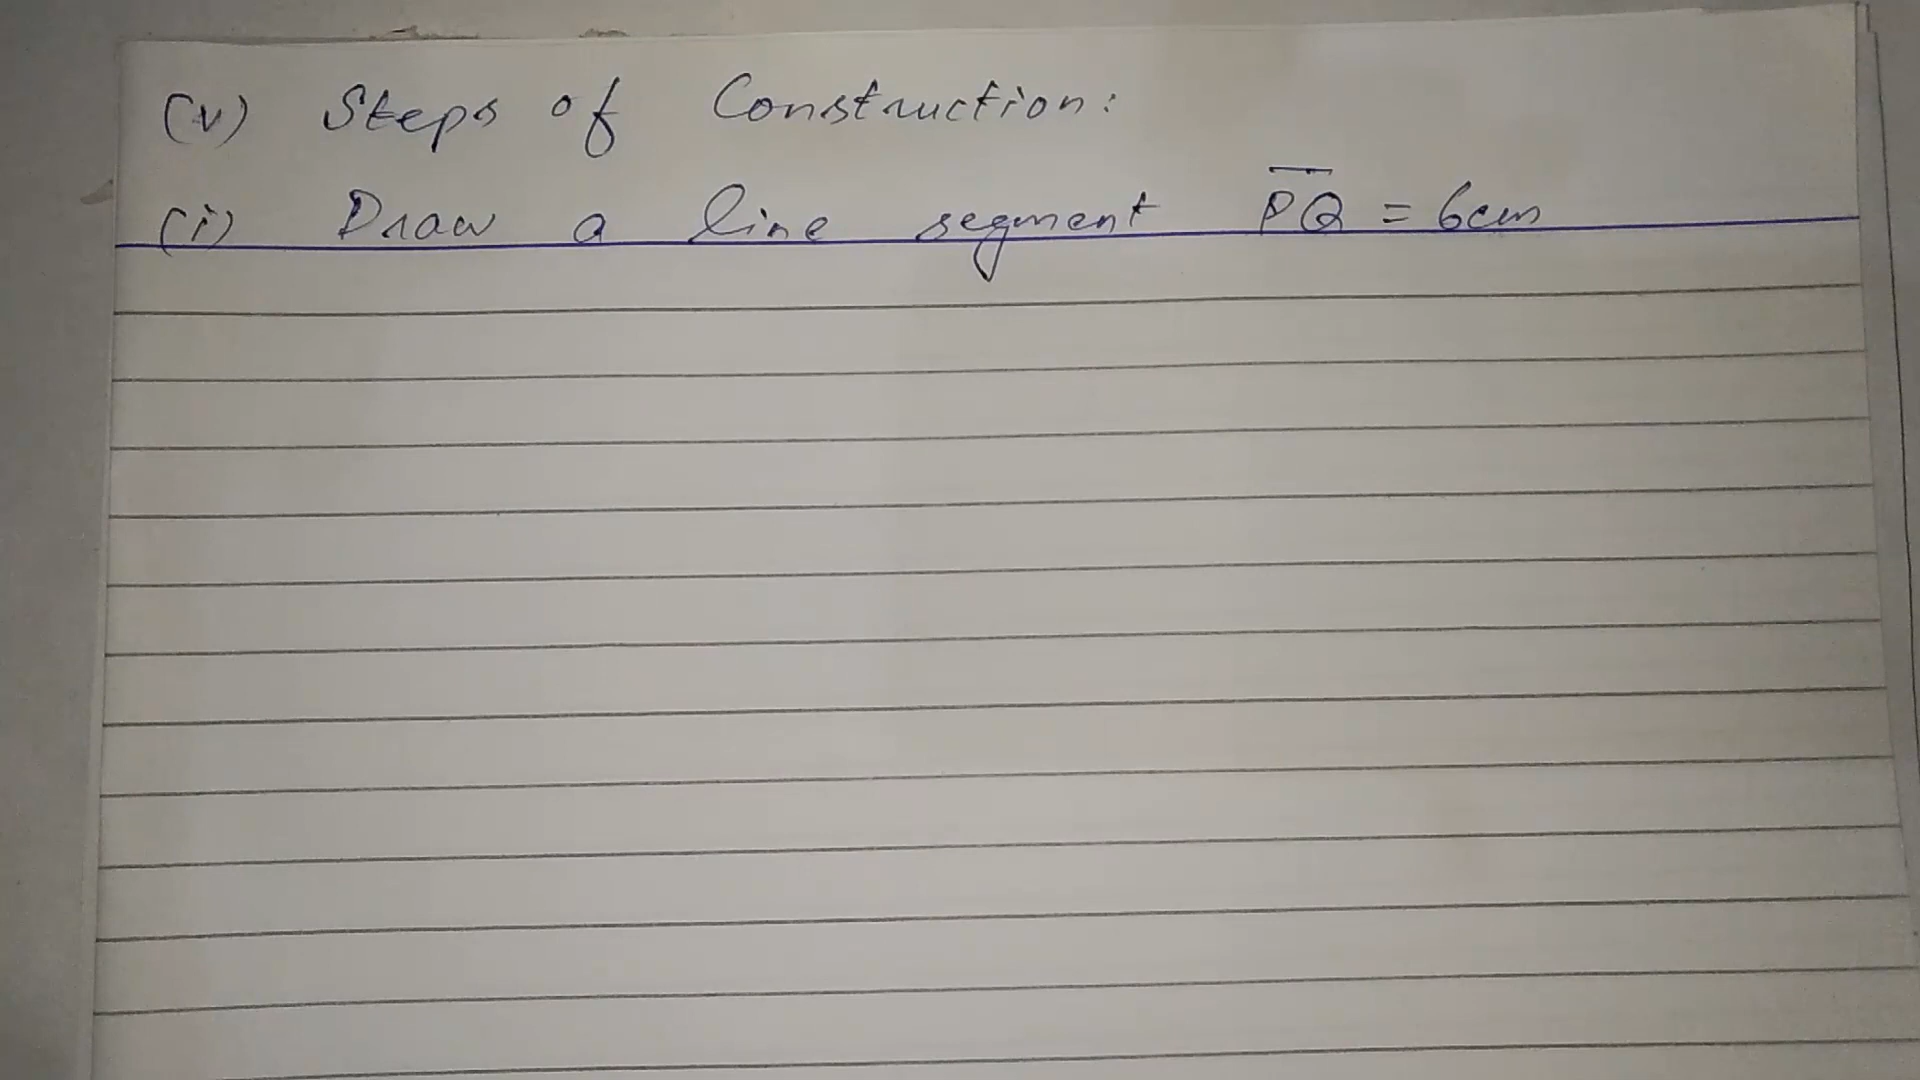 (v) Steps of Construction:
(i) Draw a line segment P̅Q̅ = 6cm